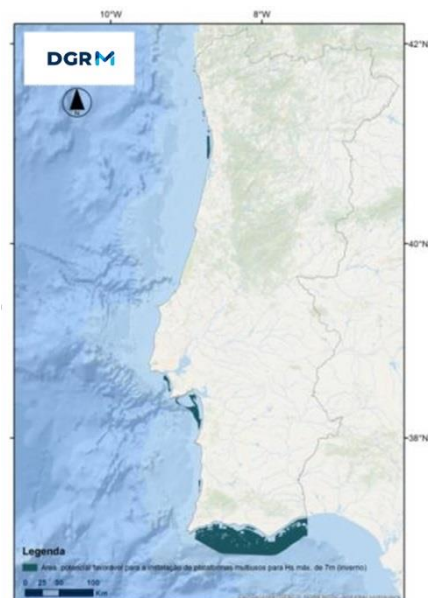 10°W 8°W
42°N
DGRM
N
40°N
38°N
Legenda
Área potencial favorável para a instalação de plataformas multiusos para Hs máx. de 7m (inverno)
0 25 50 100
Km